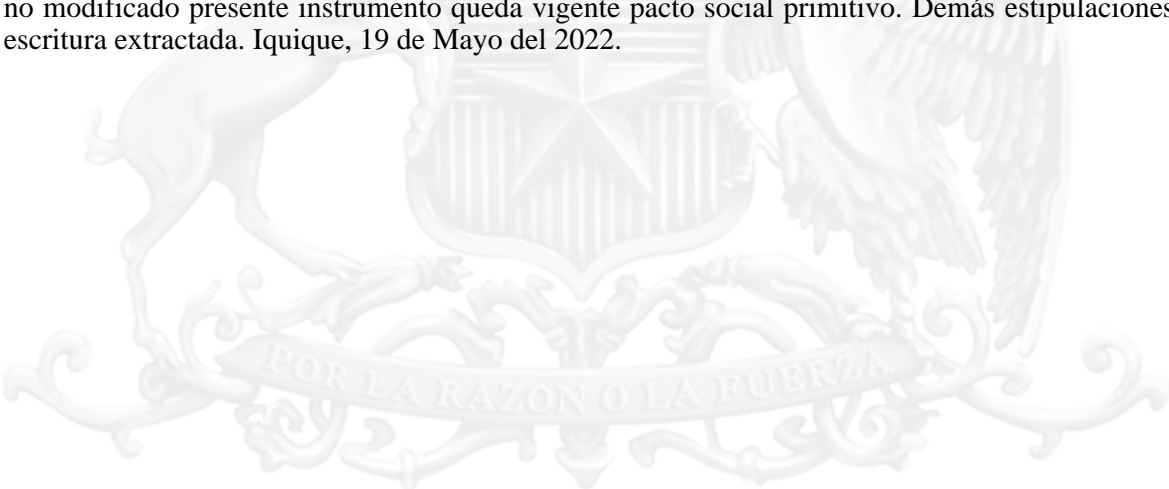 no modificado presente instrumento queda vigente pacto social primitivo. Demás estipulaciones
escritura extractada. Iquique, 19 de Mayo del 2022.
POR LA RAZON O LA FUERZA